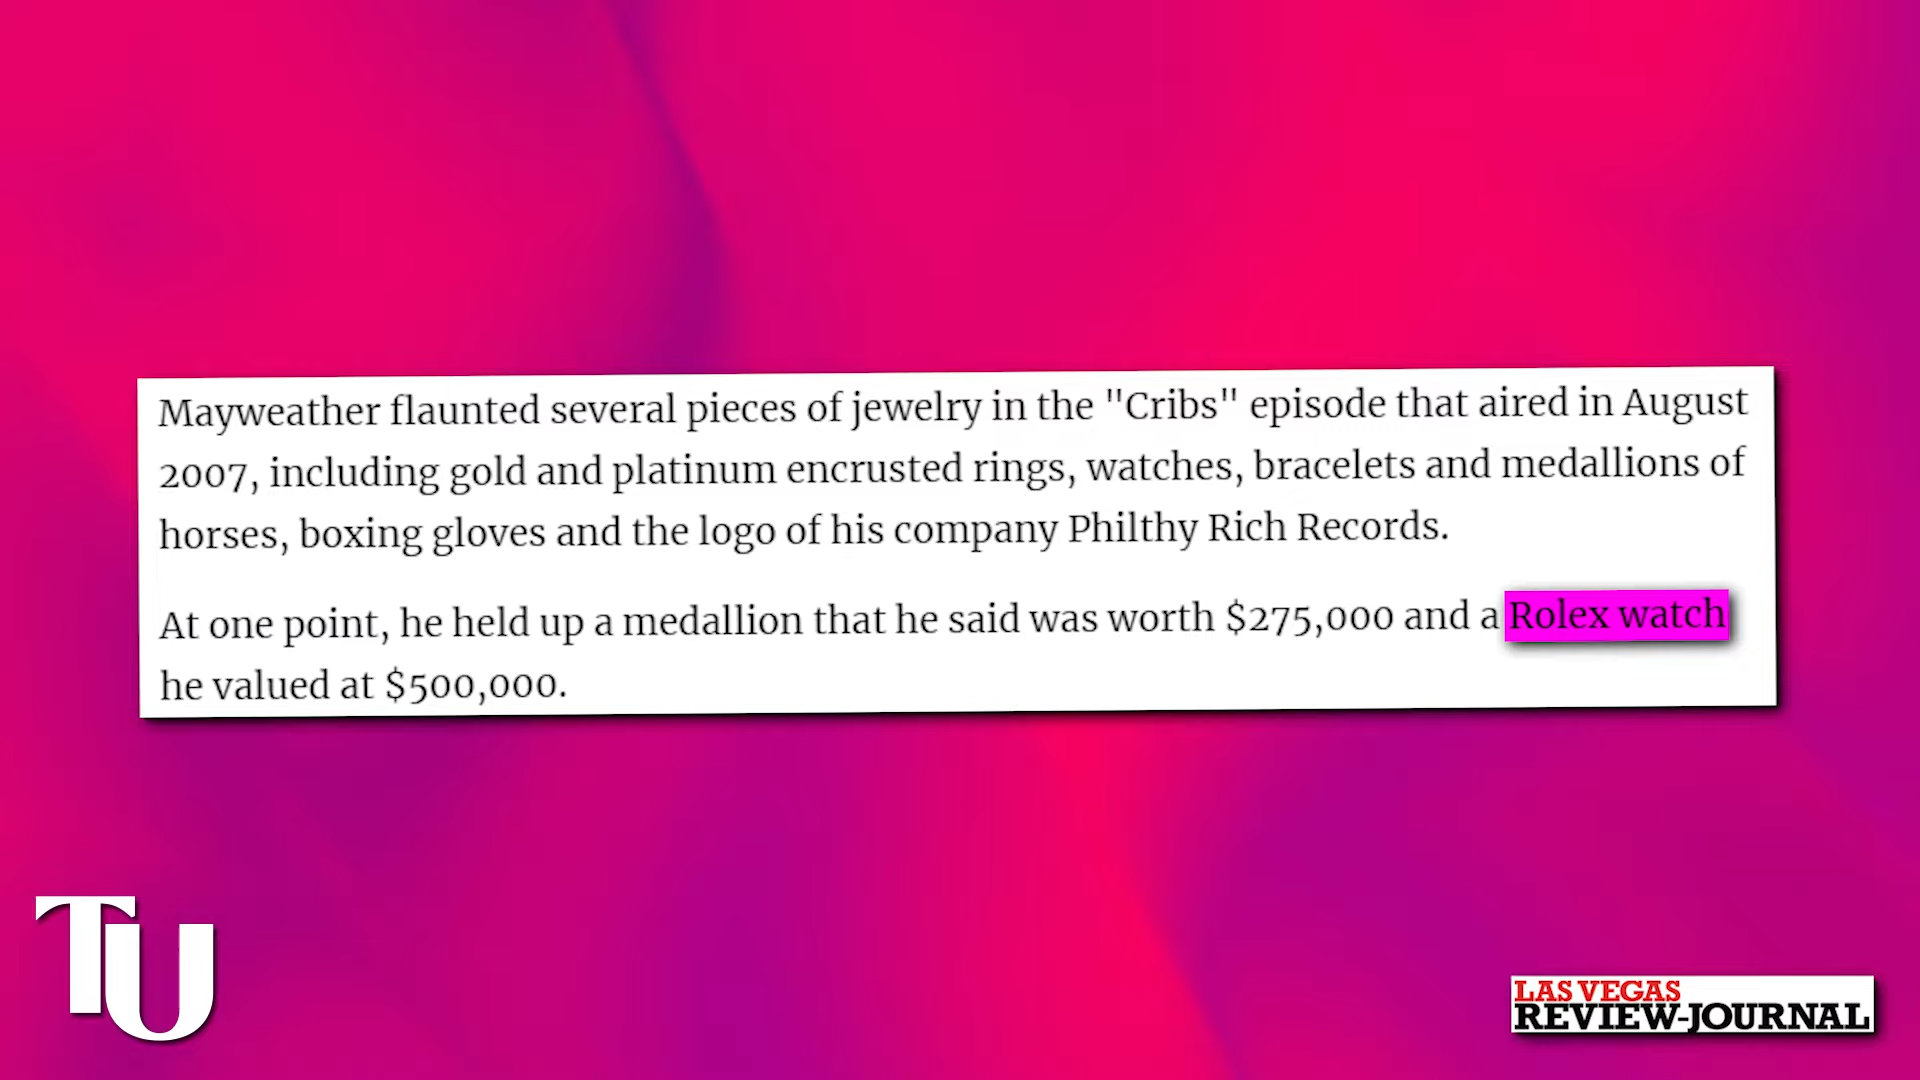 Mayweather flaunted several pieces of jewelry in the "Cribs" episode that aired in August
2007, including gold and platinum encrusted rings, watches, bracelets and medallions of
horses, boxing gloves and the logo of his company Philthy Rich Records.
At one point, he held up a medallion that he said was worth $275,000 and a Rolex watch
he valued at $500,000.
TU
LAS VEGAS
REVIEW-JOURNAL